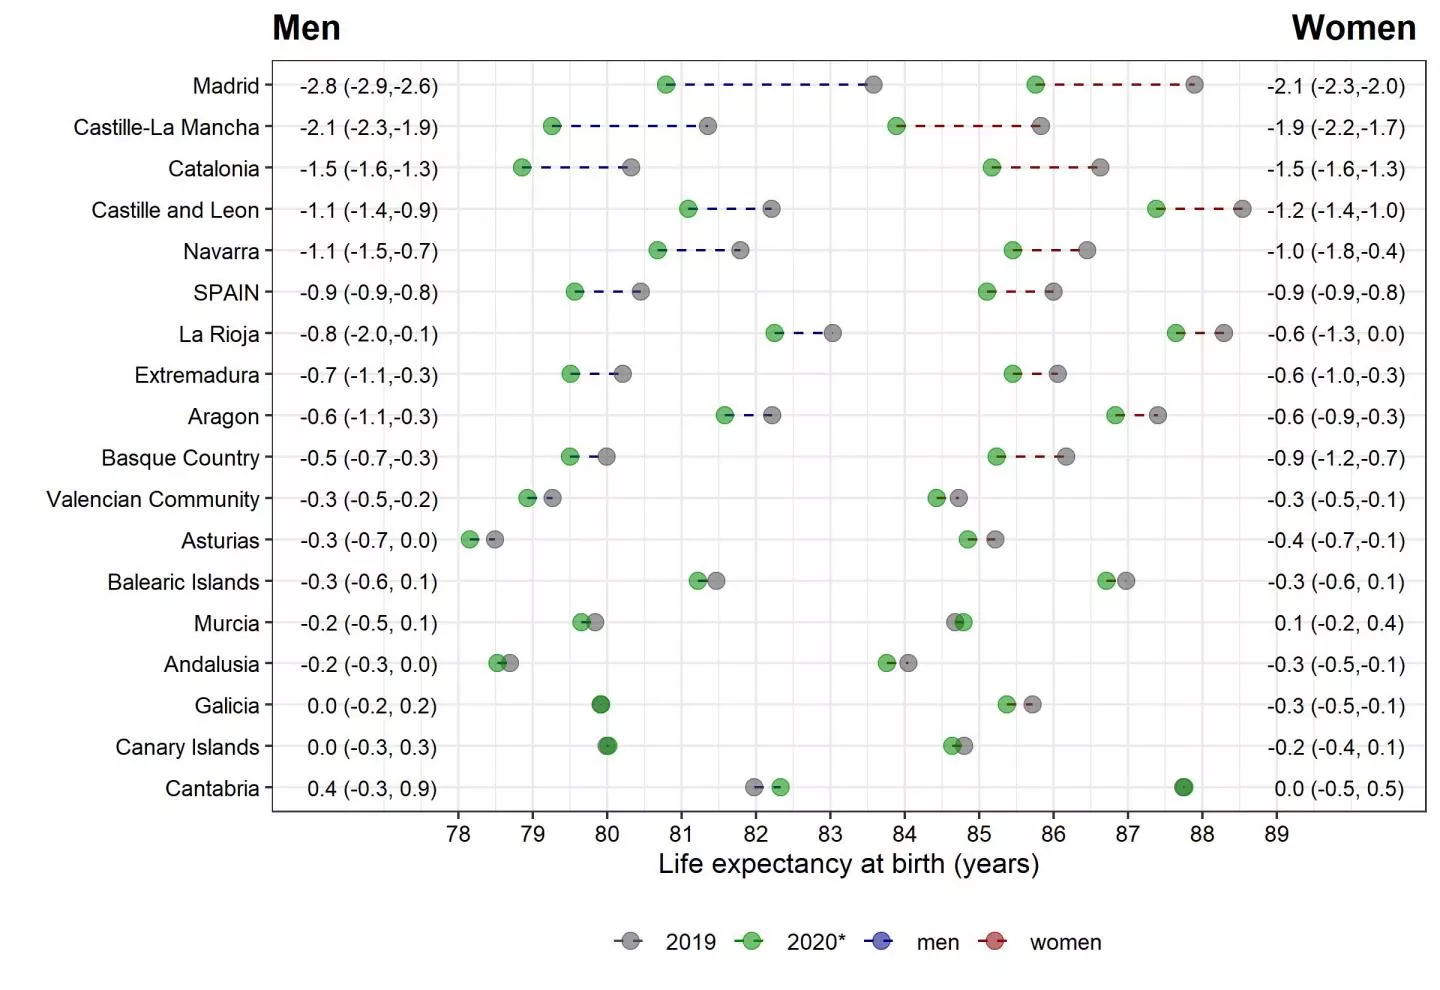 Men Women
Madrid -2.8 (-2.9,-2.6) -2.1 (-2.3,-2.0)
Castille-La Mancha -2.1 (-2.3,-1.9) -1.9 (-2.2,-1.7)
Catalonia -1.5 (-1.6,-1.3) -1.5 (-1.6,-1.3)
Castille and Leon -1.1 (-1.4,-0.9) -1.2 (-1.4,-1.0)
Navarra -1.1 (-1.5,-0.7) -1.0 (-1.8,-0.4)
SPAIN -0.9 (-0.9,-0.8) -0.9 (-0.9,-0.8)
La Rioja -0.8 (-2.0,-0.1) -0.6 (-1.3, 0.0)
Extremadura -0.7 (-1.1,-0.3) -0.6 (-1.0,-0.3)
Aragon -0.6 (-1.1,-0.3) -0.6 (-0.9,-0.3)
Basque Country -0.5 (-0.7,-0.3) -0.9 (-1.2,-0.7)
Valencian Community -0.3 (-0.5,-0.2) -0.3 (-0.5,-0.1)
Asturias -0.3 (-0.7, 0.0) -0.4 (-0.7,-0.1)
Balearic Islands -0.3 (-0.6, 0.1) -0.3 (-0.6, 0.1)
Murcia -0.2 (-0.5, 0.1) 0.1 (-0.2, 0.4)
Andalusia -0.2 (-0.3, 0.0) -0.3 (-0.5,-0.1)
Galicia 0.0 (-0.2, 0.2) -0.3 (-0.5,-0.1)
Canary Islands 0.0 (-0.3, 0.3) -0.2 (-0.4, 0.1)
Cantabria 0.4 (-0.3, 0.9) 0.0 (-0.5, 0.5)
78 79 80 81 82 83 84 85 86 87 88 89
Life expectancy at birth (years)
2019 2020* men women